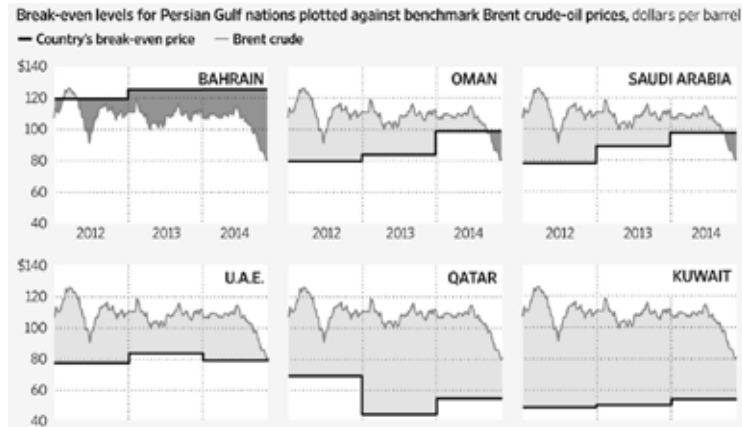 Break-even levels for Persian Gulf nations plotted against benchmark Brent crude-oil prices, dollars per barrel
Country's break-even price Brent crude
$140 BAHRAIN OMAN SAUDI ARABIA
120
100
80
60
40
2012 2013 2014 2012 2013 2014 2012 2013 2014
$140 U.A.E. QATAR KUWAIT
120
100
80
60
40